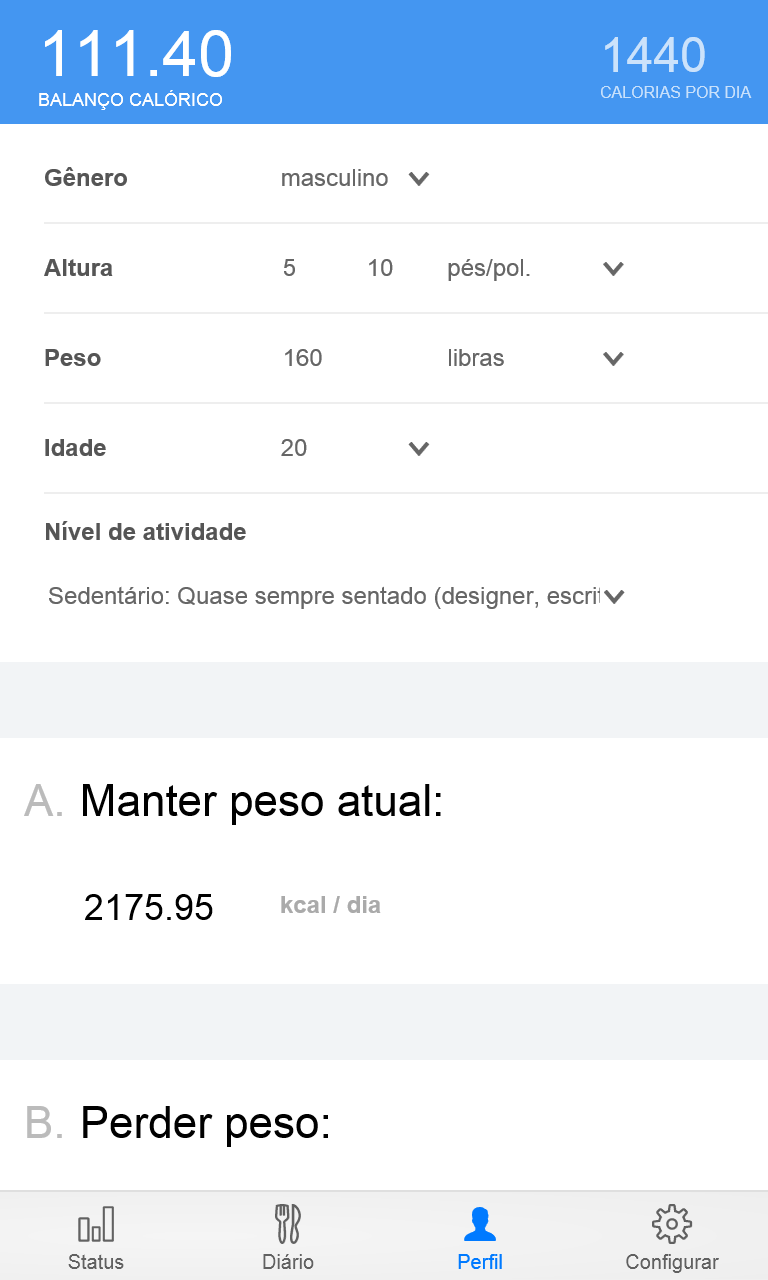 111.40
1440
BALANÇO CALÓRICO
CALORIAS POR DIA
Gênero masculino
Altura 5 10 pés/pol.
Peso 160 libras
Idade 20
Nível de atividade
Sedentário: Quase sempre sentado (designer, escrit
A. Manter peso atual:
2175.95 kcal / dia
B. Perder peso:
Status Diário Perfil Configurar